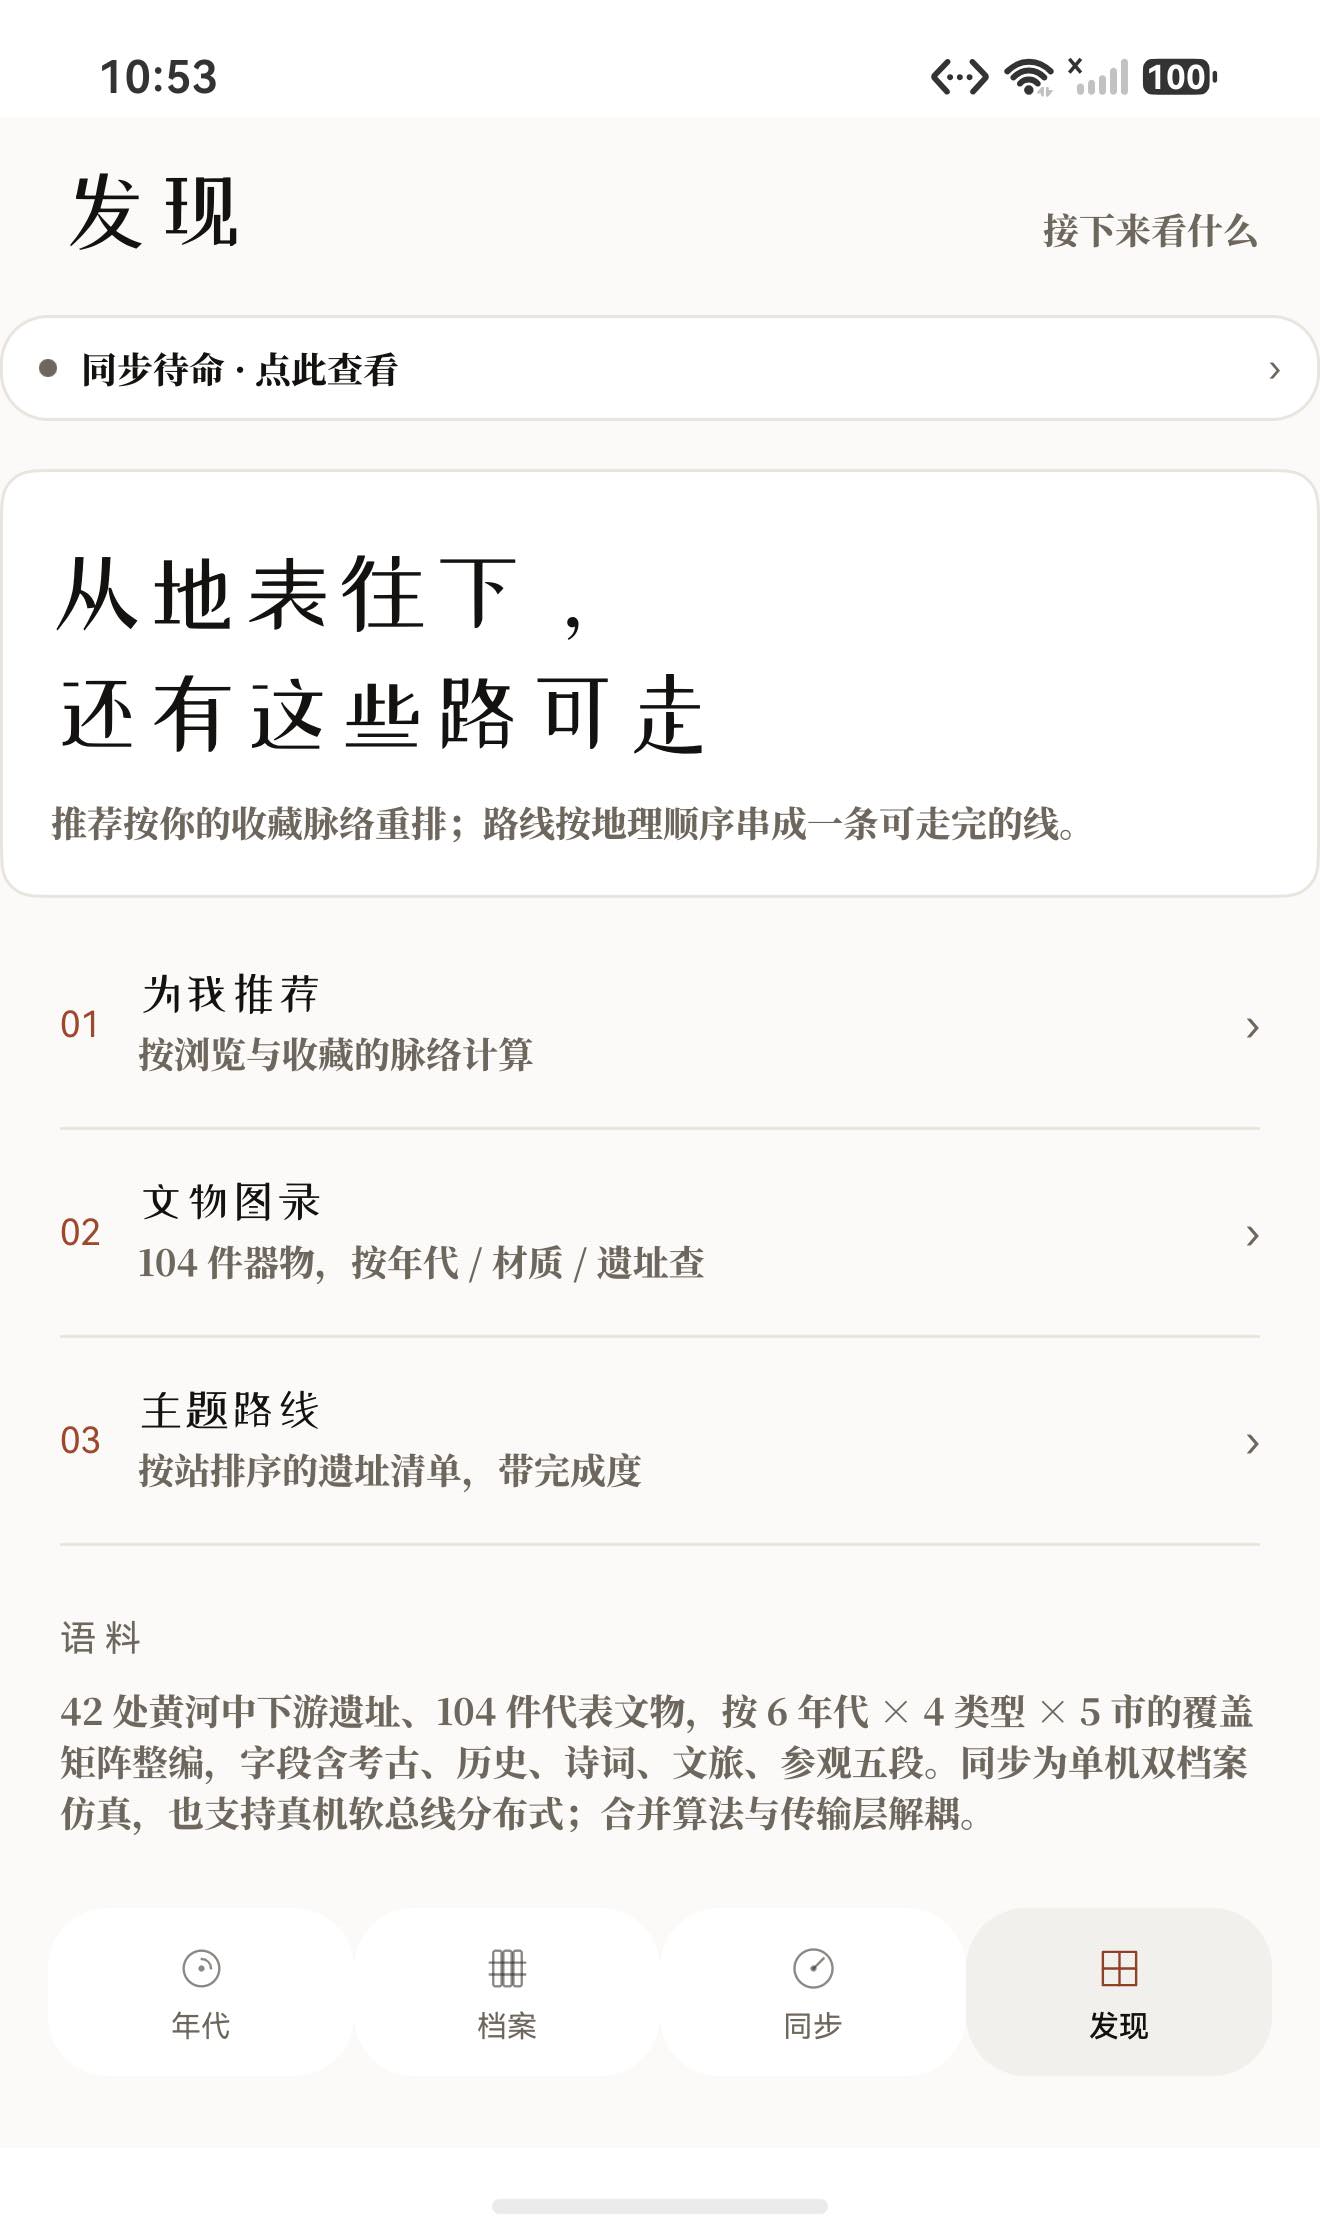 10:53
100
发现
接下来看什么
同步待命 · 点此查看
从地表往下，
还有这些路可走
推荐按你的收藏脉络重排；路线按地理顺序串成一条可走完的线。
01
为我推荐
按浏览与收藏的脉络计算
02
文物图录
104 件器物，按年代 / 材质 / 遗址查
03
主题路线
按站排序的遗址清单，带完成度
语料
42 处黄河中下游遗址、104 件代表文物，按 6 年代 × 4 类型 × 5 市的覆盖
矩阵整编，字段含考古、历史、诗词、文旅、参观五段。同步为单机双档案
仿真，也支持真机软总线分布式；合并算法与传输层解耦。
年代
档案
同步
发现